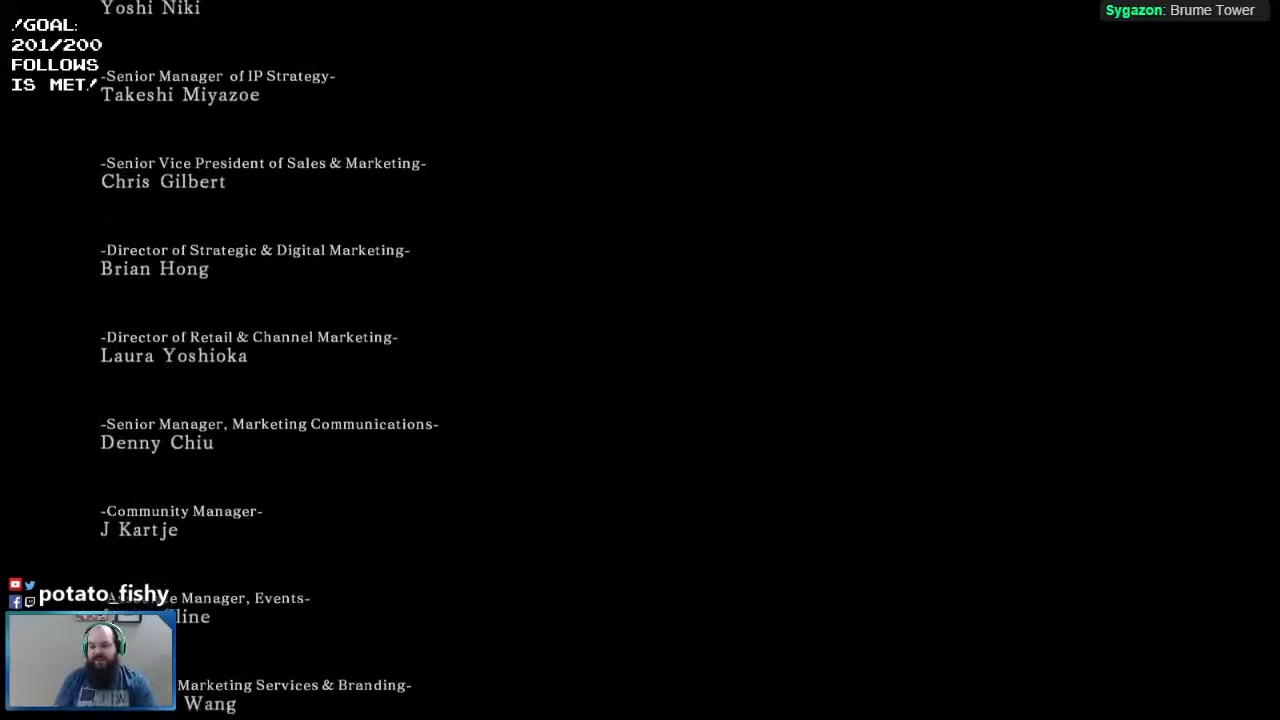 Yoshi Niki
/GOAL:
201/200
FOLLOWS
IS MET/
Sygazon: Brume Tower
-Senior Manager of IP Strategy-
Takeshi Miyazoe
-Senior Vice President of Sales & Marketing-
Chris Gilbert
-Director of Strategic & Digital Marketing-
Brian Hong
-Director of Retail & Channel Marketing-
Laura Yoshioka
-Senior Manager, Marketing Communications-
Denny Chiu
-Community Manager-
J Kartje
potato_fishy
Manager, Events-
Marketing Services & Branding-
Wang